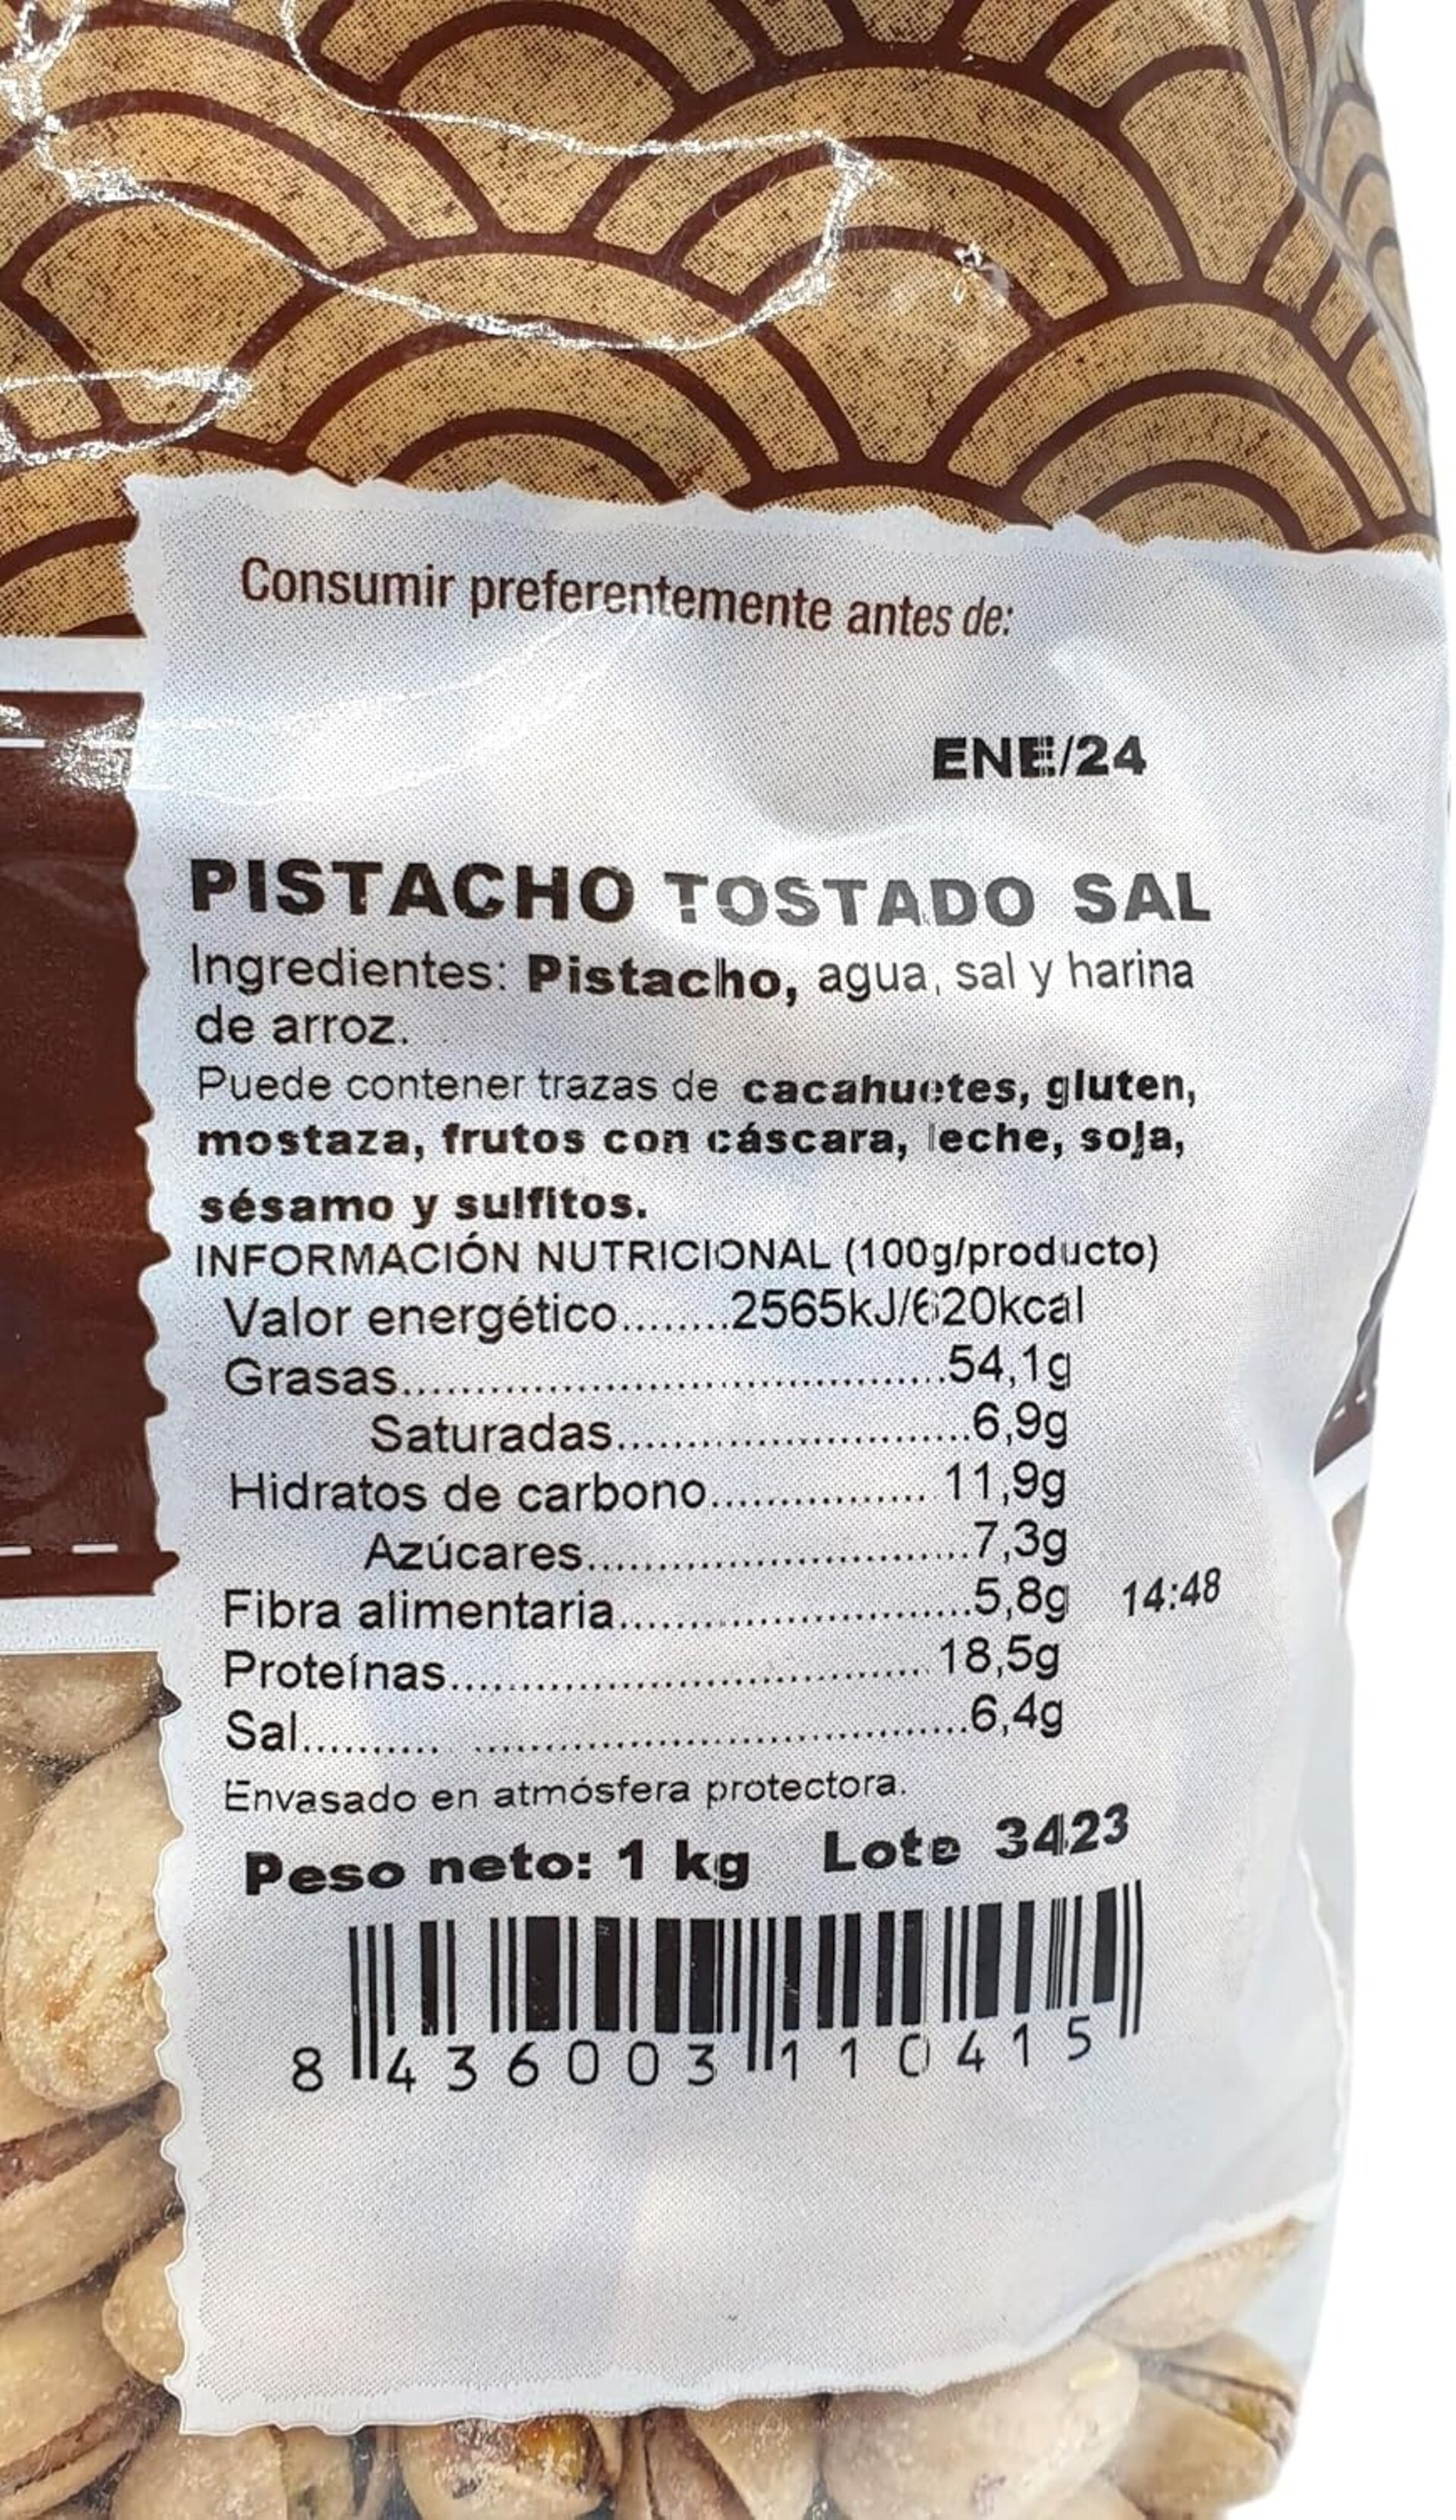 Consumir preferentemente antes de:
ENE/24
PISTACHO TOSTADO SAL
Ingredientes: Pistacho, agua, sal y harina
de arroz.
Puede contener trazas de cacahuetes, gluten,
mostaza, frutos con cáscara, leche, soja,
sésamo y sulfitos.
INFORMACIÓN NUTRICIONAL (100g/producto)
Valor energético........2565kJ/620kcal
Grasas......................................54,1g
Saturadas.........................6,9g
Hidratos de carbono............... 11,9g
Azúcares...........................7,3g
Fibra alimentaria........................5,8g 14:48
Proteínas.................................18,5g
Sal.......... ..................................6,4g
Envasado en atmósfera protectora.
Peso neto: 1 kg Lote 3423
8 436003 110415